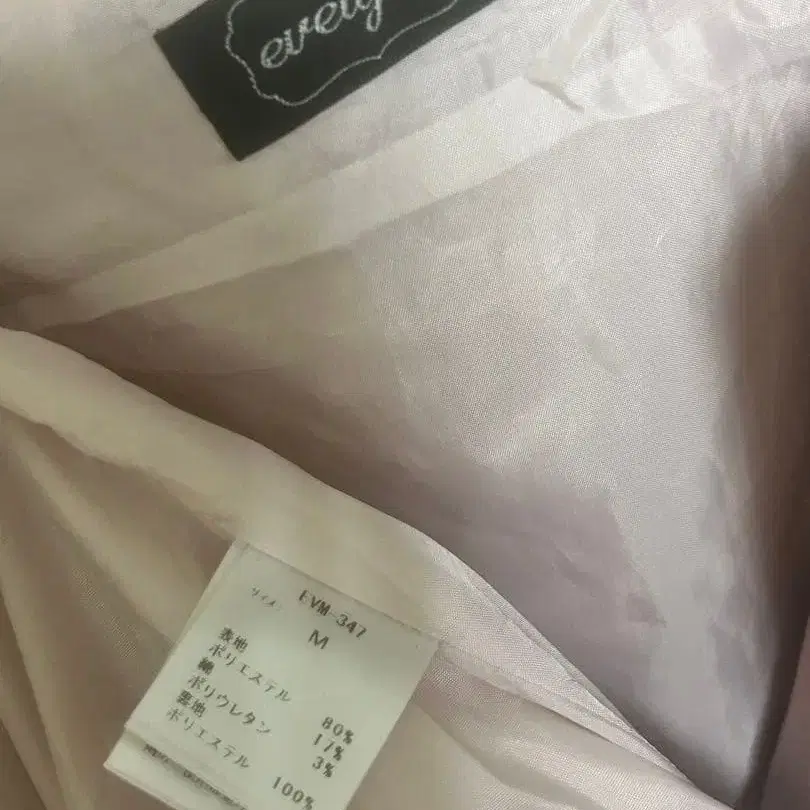 evelyn
EVM-347
サイズ: M
表地
ポリエステル 80%
綿 17%
ポリウレタン 3%
裏地
ポリエステル 100%